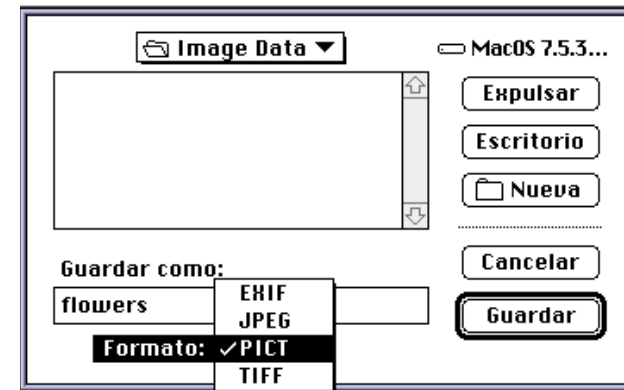 Image Data
MacOS 7.5.3...
Expulsar
Escritorio
Nueva
Guardar como:
flowers
Cancelar
Guardar
Formato:
EXIF
JPEG
✓PICT
TIFF